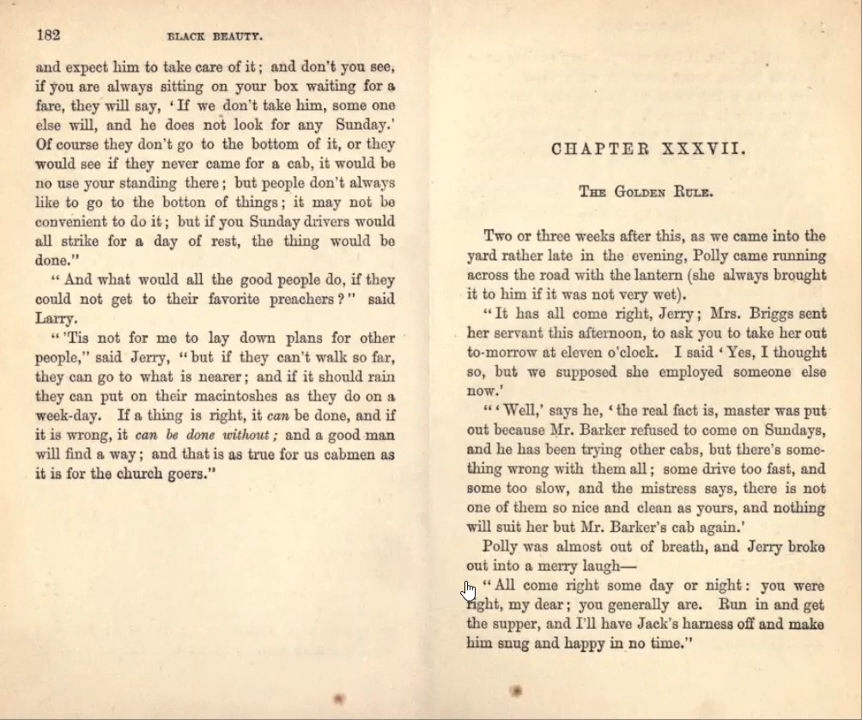 182
BLACK BEAUTY.
and expect him to take care of it; and don't you see,
if you are always sitting on your box waiting for a
fare, they will say, ‘If we don't take him, some one
else will, and he does not look for any Sunday.’
Of course they don't go to the bottom of it, or they
would see if they never came for a cab, it would be
no use your standing there; but people don't always
like to go to the botton of things; it may not be
convenient to do it; but if you Sunday drivers would
all strike for a day of rest, the thing would be
done.”
“And what would all the good people do, if they
could not get to their favorite preachers?” said
Larry.
“’Tis not for me to lay down plans for other
people,” said Jerry, “but if they can't walk so far,
they can go to what is nearer; and if it should rain
they can put on their macintoshes as they do on a
week-day. If a thing is right, it can be done, and if
it is wrong, it can be done without; and a good man
will find a way; and that is as true for us cabmen as
it is for the church goers.”
CHAPTER XXXVII.
THE GOLDEN RULE.
Two or three weeks after this, as we came into the
yard rather late in the evening, Polly came running
across the road with the lantern (she always brought
it to him if it was not very wet).
“It has all come right, Jerry; Mrs. Briggs sent
her servant this afternoon, to ask you to take her out
to-morrow at eleven o'clock. I said ‘Yes, I thought
so, but we supposed she employed someone else
now.’
“‘Well,’ says he, ‘the real fact is, master was put
out because Mr. Barker refused to come on Sundays,
and he has been trying other cabs, but there's some-
thing wrong with them all; some drive too fast, and
some too slow, and the mistress says, there is not
one of them so nice and clean as yours, and nothing
will suit her but Mr. Barker's cab again.’
Polly was almost out of breath, and Jerry broke
out into a merry laugh—
“All come right some day or night: you were
right, my dear; you generally are. Run in and get
the supper, and I'll have Jack's harness off and make
him snug and happy in no time.”